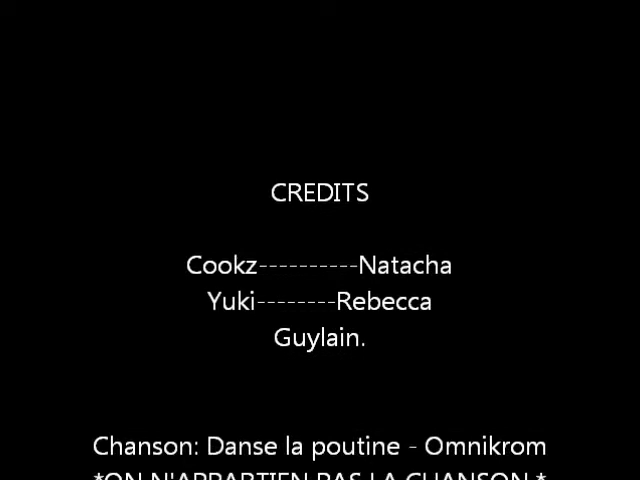 CREDITS
Cookz----------Natacha
Yuki--------Rebecca
Guylain.
Chanson: Danse la poutine - Omnikrom
*ON N'APPARTIEN PAS LA CHANSON.*